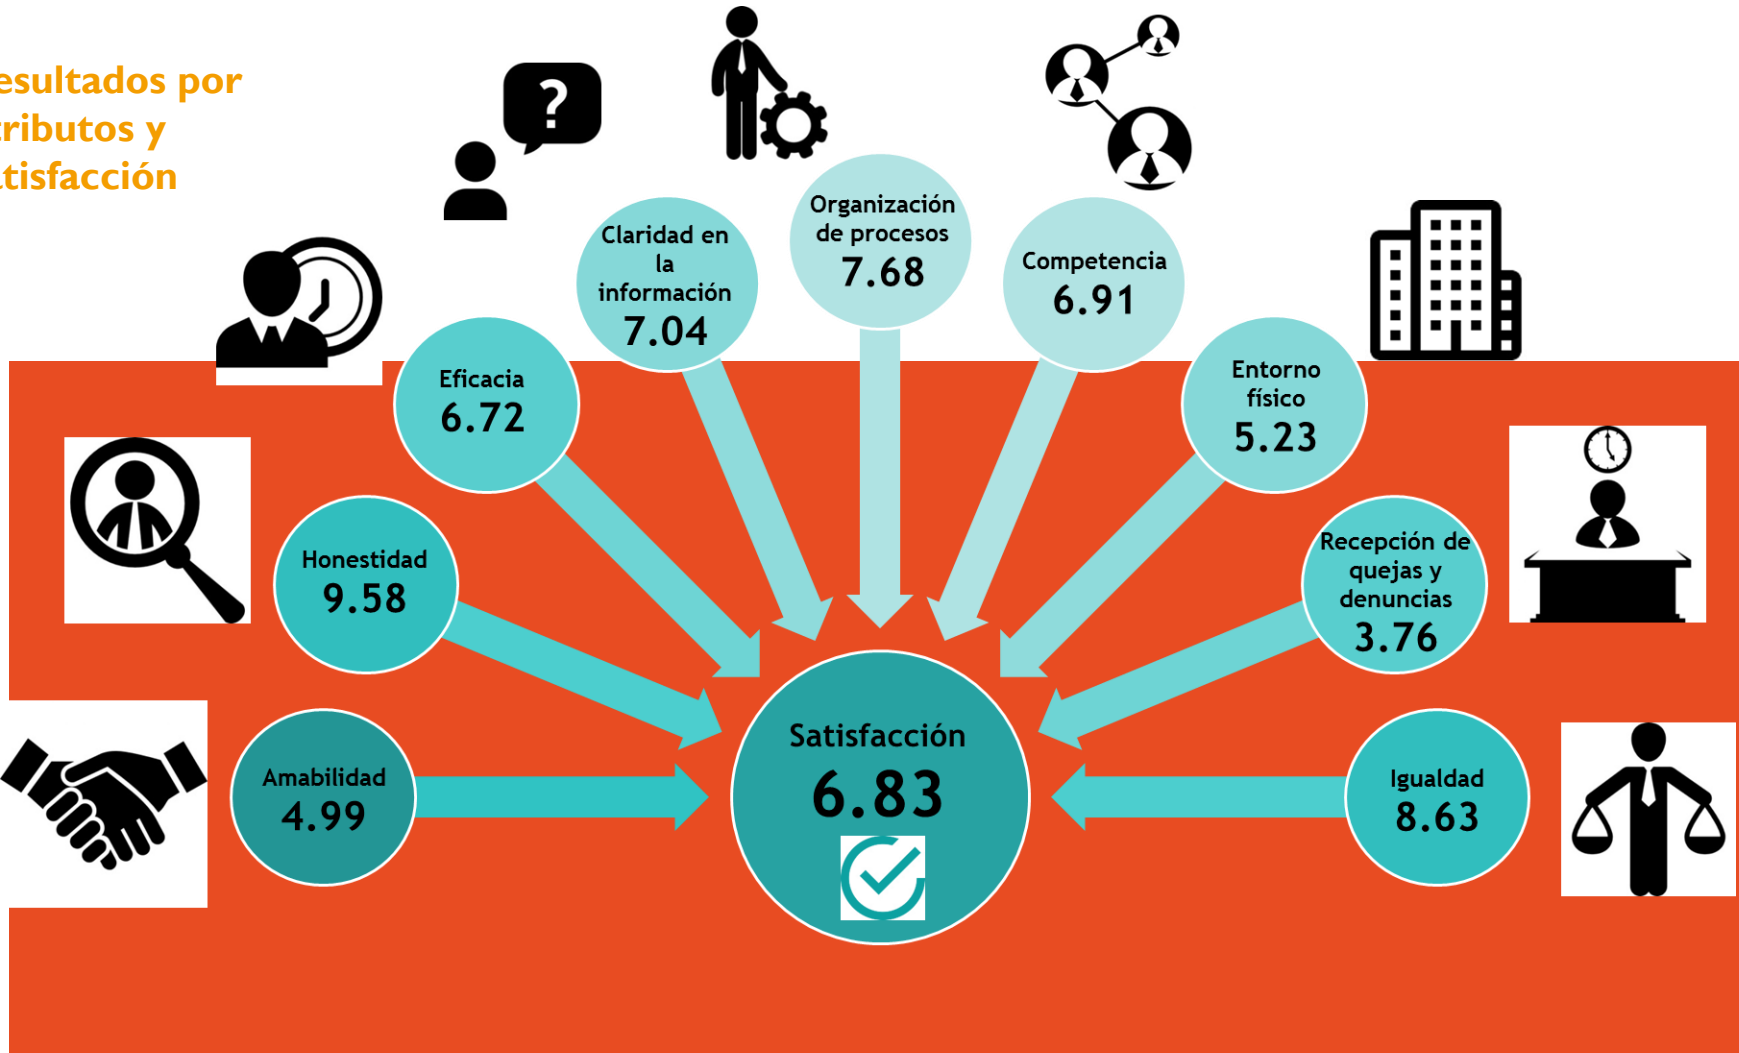 esultados por
tributos y
atisfacción
?
Organización
de procesos
7.68
Claridad en
la
información
7.04
Competencia
6.91
Eficacia
6.72
Entorno
físico
5.23
Honestidad
9.58
Recepción de
quejas y
denuncias
3.76
Amabilidad
4.99
Satisfacción
6.83
Igualdad
8.63